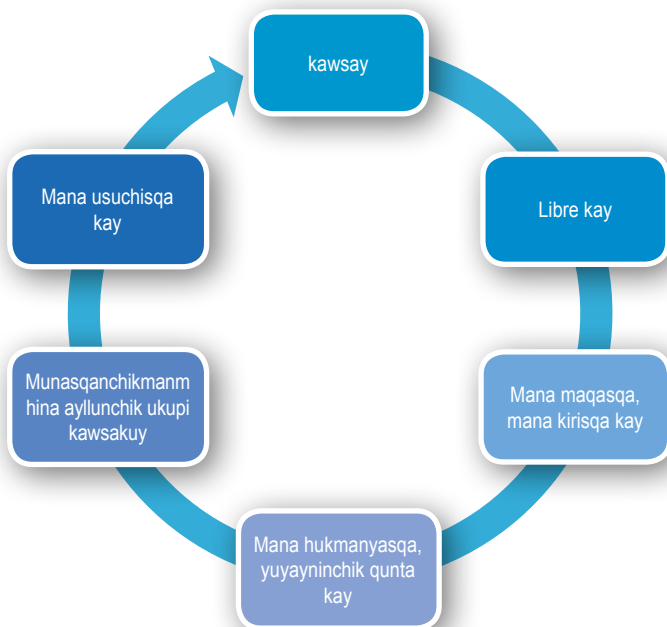 kawsay
Libre kay
Mana maqasqa,
mana kirisqa kay
Mana hukmanyasqa,
yuyayninchik qunta
kay
Munasqanchikmanm
hina ayllunchik ukupi
kawsakuy
Mana usuchisqa
kay